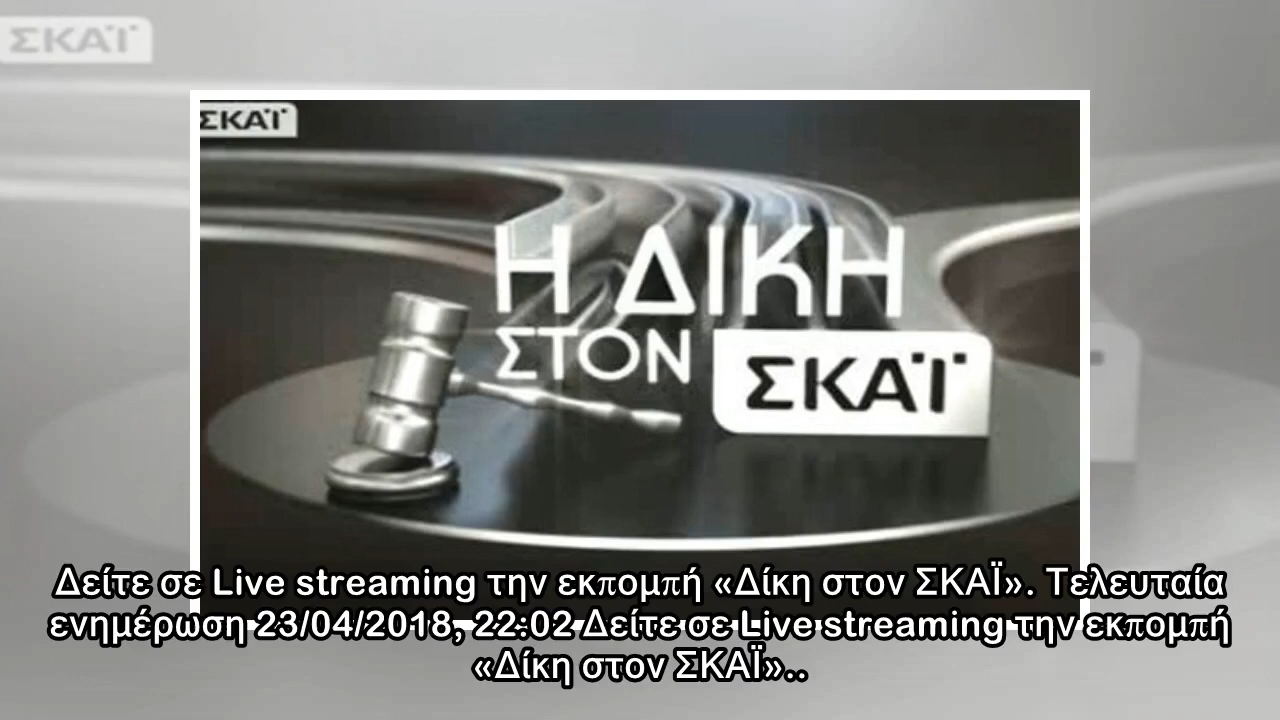 ΣΚΑΪ
ΣΚΑΪ
Η ΔΙΚΗ
ΣΤΟΝ ΣΚΑΪ
Δείτε σε Live streaming την εκπομπή «Δίκη στον ΣΚΑΪ». Τελευταία
ενημέρωση 23/04/2018, 22:02 Δείτε σε Live streaming την εκπομπή
«Δίκη στον ΣΚΑΪ»..